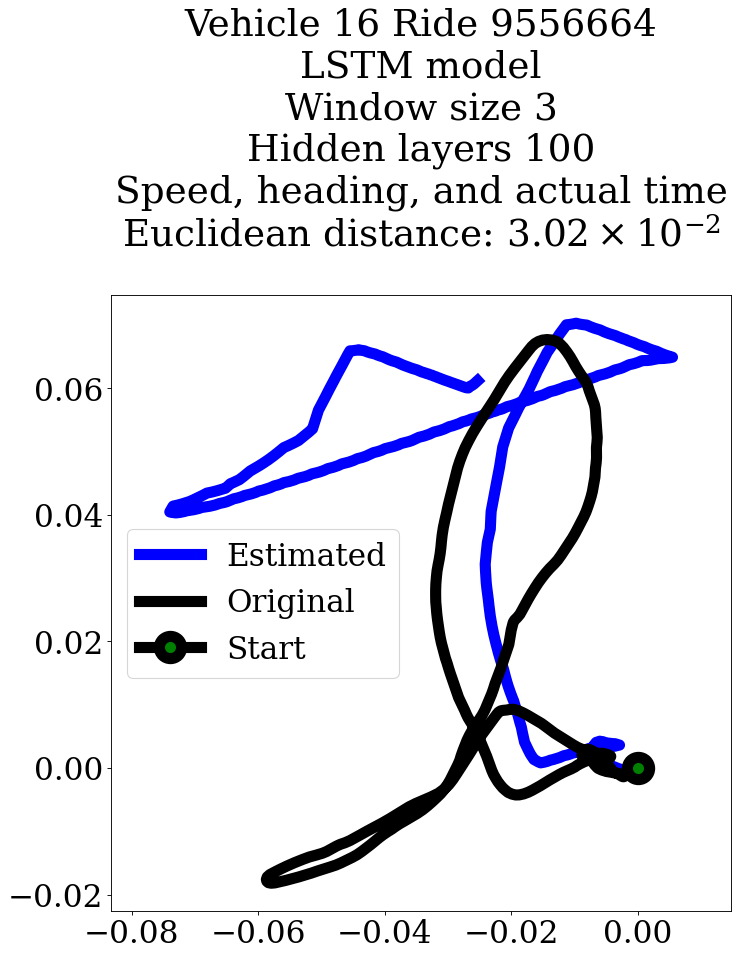 Vehicle 16 Ride 9556664
LSTM model
Window size 3
Hidden layers 100
Speed, heading, and actual time
Euclidean distance: 3.02 × 10⁻²
0.06
0.04
Estimated
Original
Start
0.02
0.00
−0.02
−0.08 −0.06 −0.04 −0.02 0.00